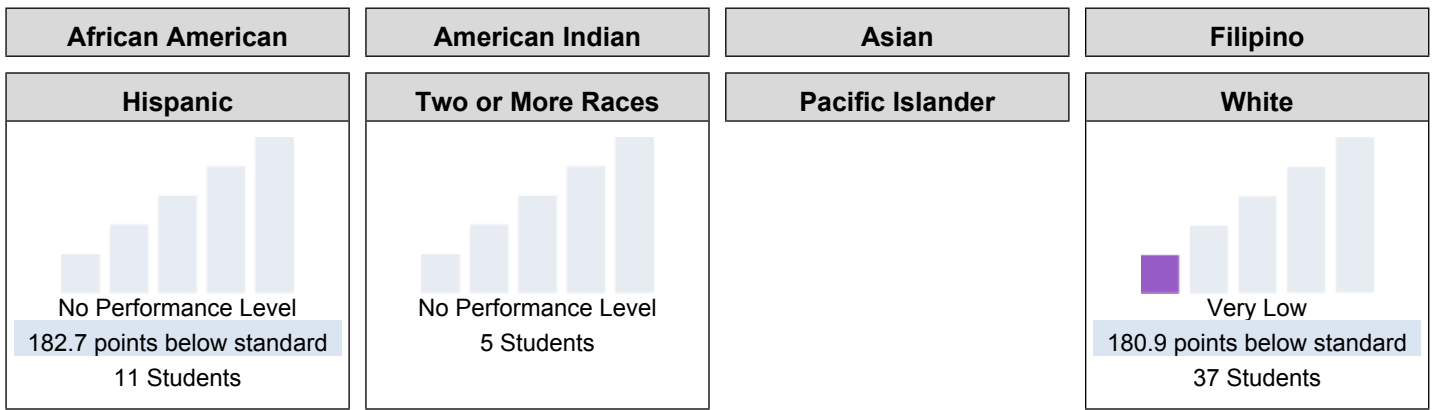 African American
American Indian
Asian
Filipino
Hispanic
No Performance Level
182.7 points below standard
11 Students
Two or More Races
No Performance Level
5 Students
Pacific Islander
White
Very Low
180.9 points below standard
37 Students